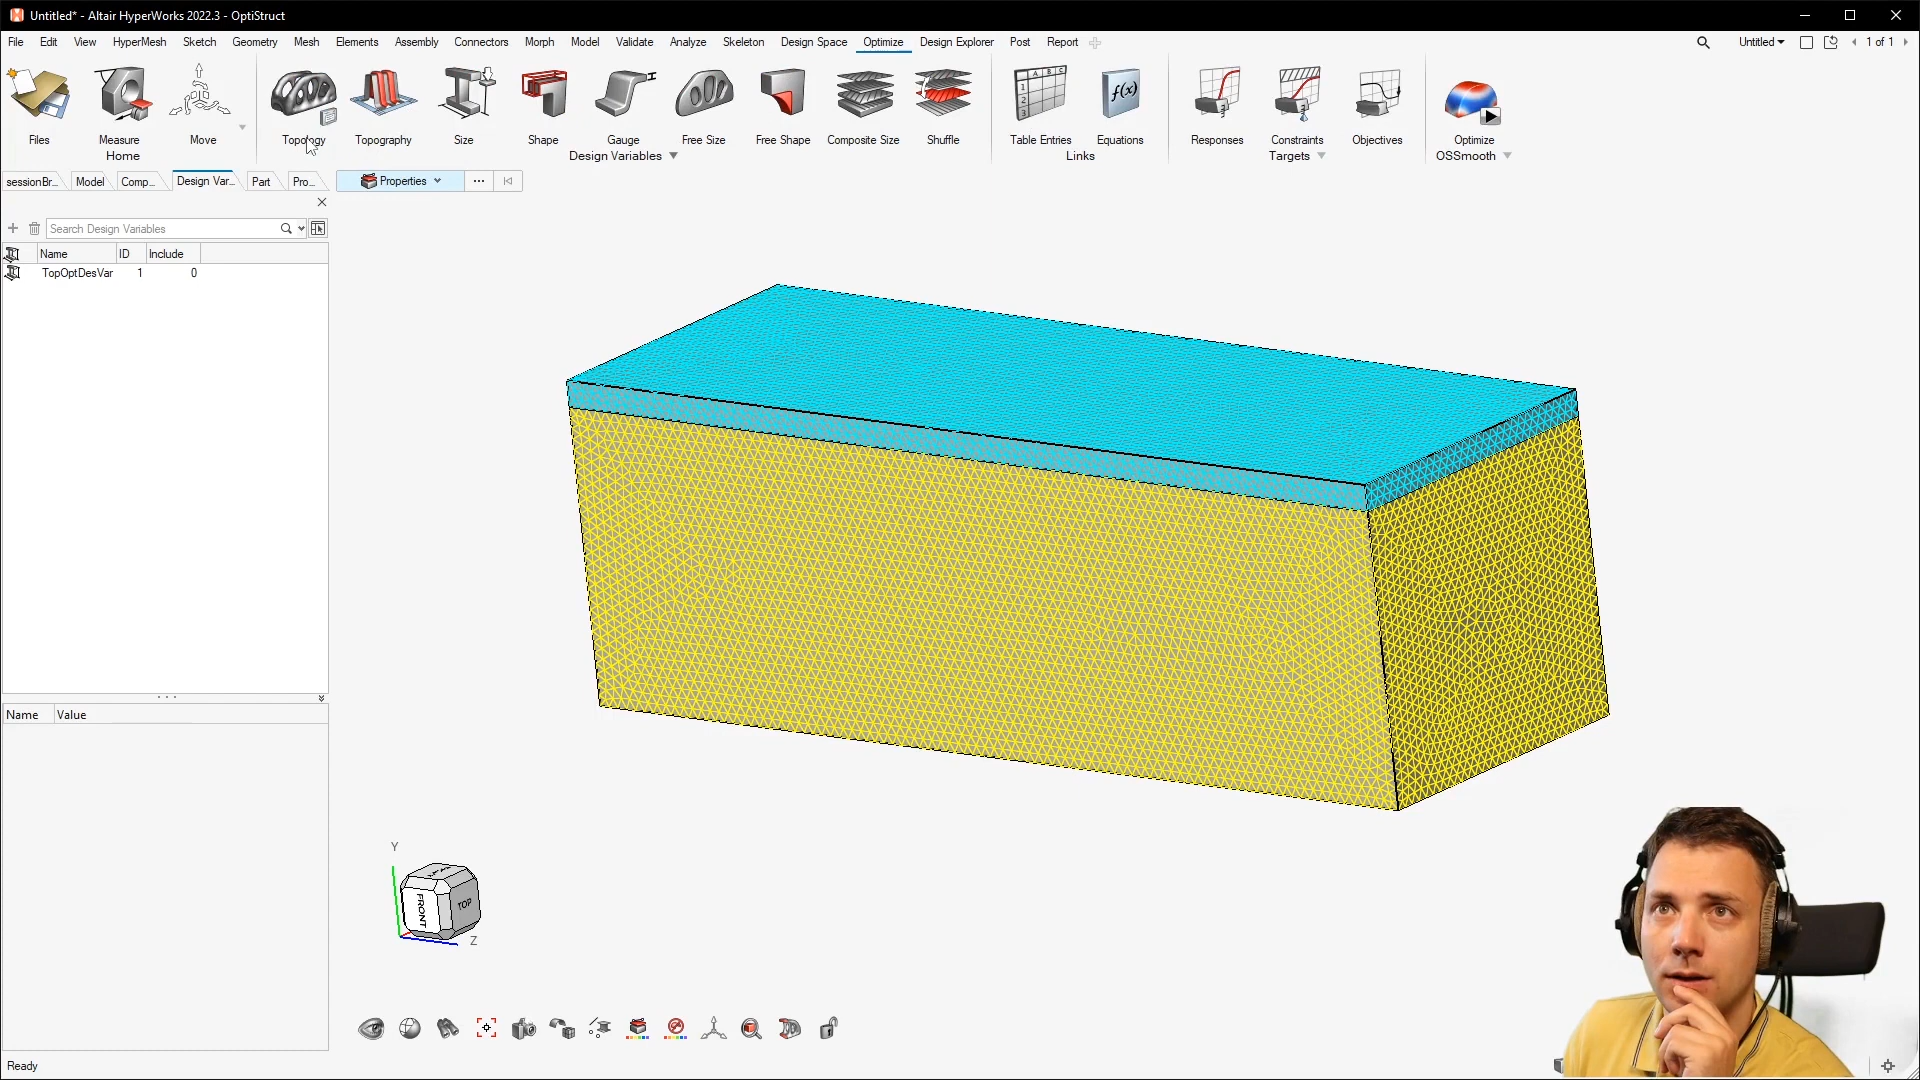 Untitled* - Altair HyperWorks 2022.3 - OptiStruct
File Edit View HyperMesh Sketch Geometry Mesh Elements Assembly Connectors Morph Model Validate Analyze Skeleton Design Space Optimize Design Explorer Post Report Untitled 1 of 1
Files Measure Move Topology Topography Size Shape Gauge Free Size Free Shape Composite Size Shuffle Table Entries Equations Responses Constraints Objectives Optimize
Home Design Variables Links Targets OSSmooth
sessionBr... Model Comp... Design Var... Part Pro... Properties
Search Design Variables
Name ID Include
TopOptDesVar 1 0
Name Value
Y
FRONT
TOP
Z
Ready